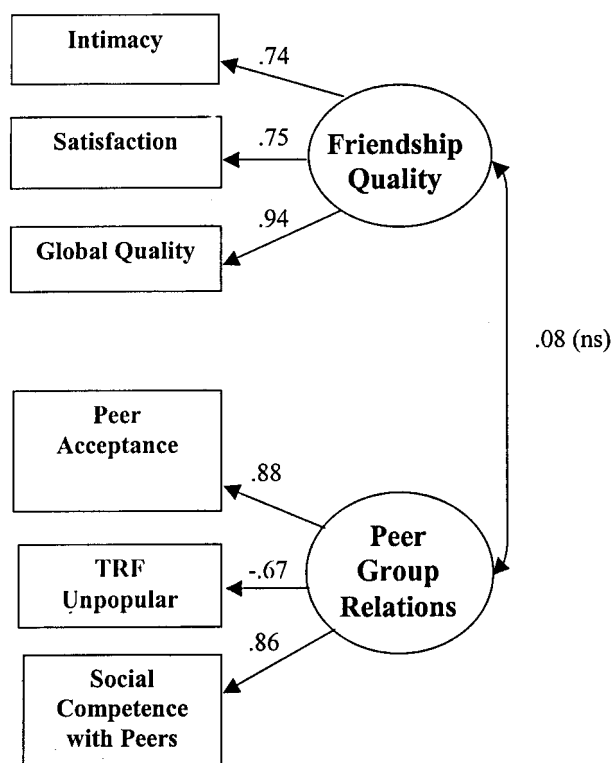 Intimacy
.74
Satisfaction
.75
Friendship
Quality
Global Quality
.94
.08 (ns)
Peer
Acceptance
.88
TRF
Unpopular
-.67
Peer
Group
Relations
Social
Competence
with Peers
.86